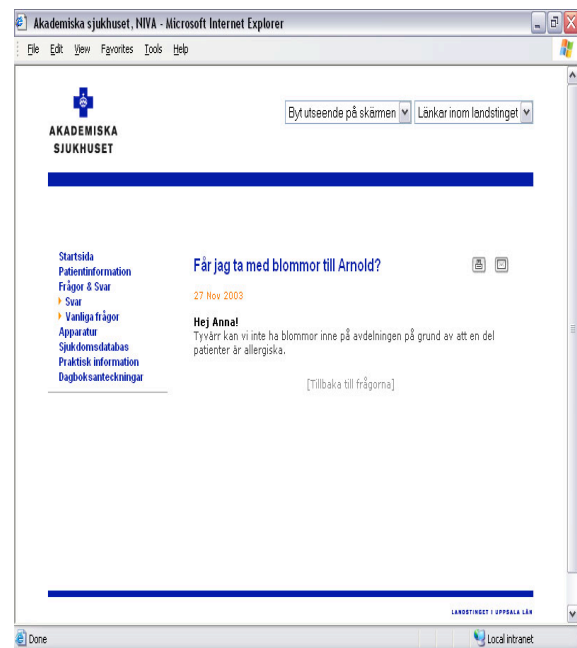 Akademiska sjukhuset, NIVA - Microsoft Internet Explorer
File Edit View Favorites Tools Help
AKADEMISKA
SJUKHUSET
Byt utseende på skärmen
Länkar inom landstinget
Startsida
Patientinformation
Frågor & Svar
Svar
Vanliga frågor
Apparatur
Sjukdomsdatabas
Praktisk information
Dagboksanteckningar
Får jag ta med blommor till Arnold?
27 Nov 2003
Hej Anna!
Tyvärr kan vi inte ha blommor inne på avdelningen på grund av att en del
patienter är allergiska.
[Tillbaka till frågorna]
LANDSTINGET I UPPSALA LÄN
Done
Local intranet